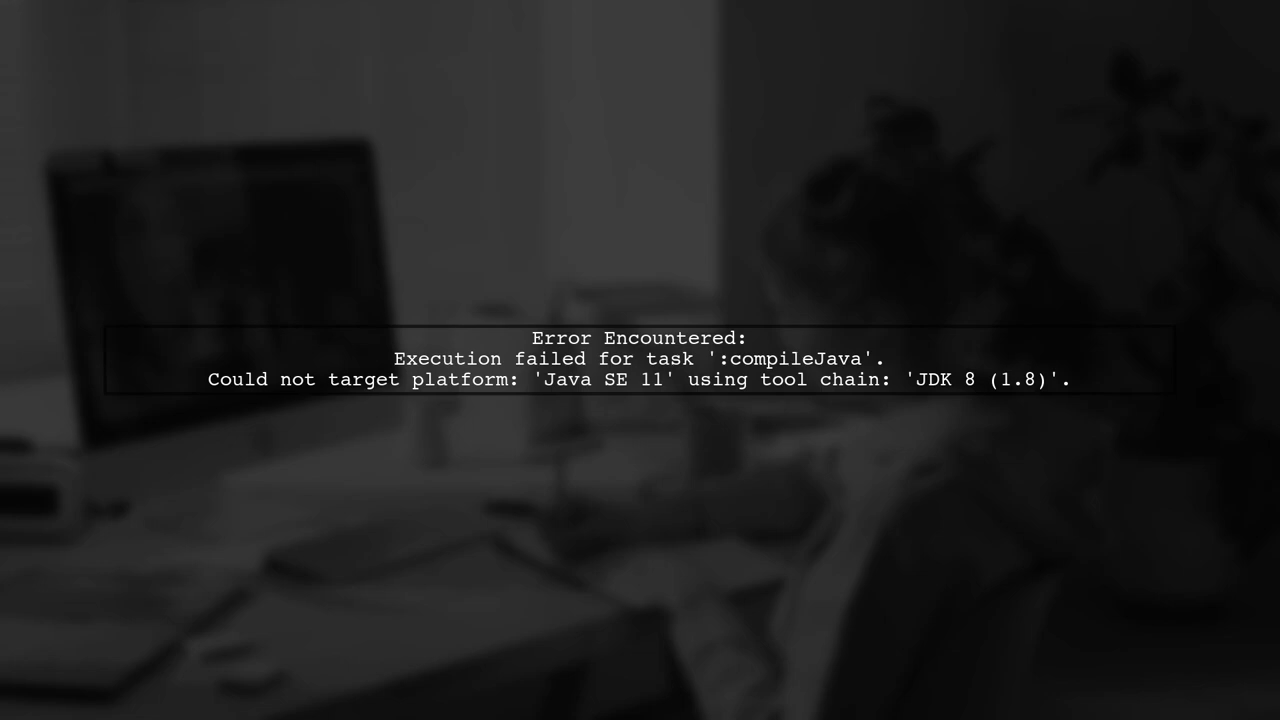 Error Encountered:
Execution failed for task ':compileJava'.
Could not target platform: 'Java SE 11' using tool chain: 'JDK 8 (1.8)'.